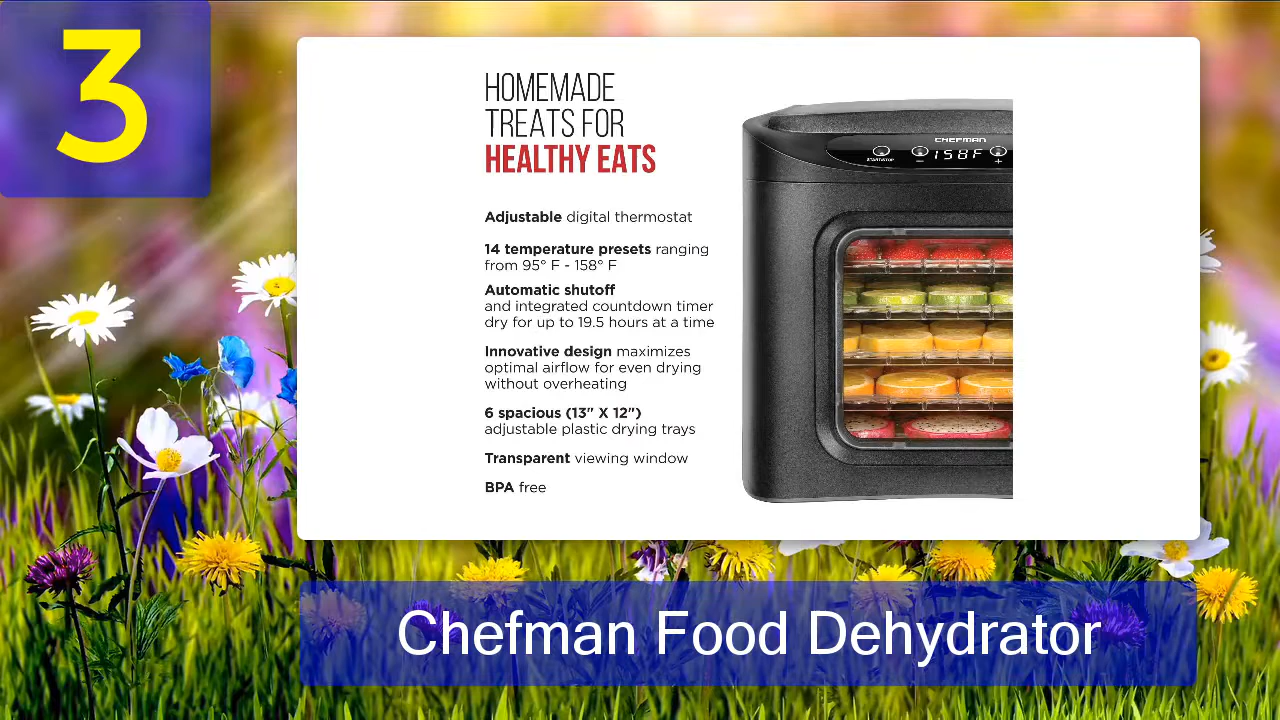 3
HOMEMADE
TREATS FOR
HEALTHY EATS
Adjustable digital thermostat
14 temperature presets ranging
from 95° F - 158° F
Automatic shutoff
and integrated countdown timer
dry for up to 19.5 hours at a time
Innovative design maximizes
optimal airflow for even drying
without overheating
6 spacious (13" X 12")
adjustable plastic drying trays
Transparent viewing window
BPA free
CHEFMAN
158F
START/STOP
− +
Chefman Food Dehydrator